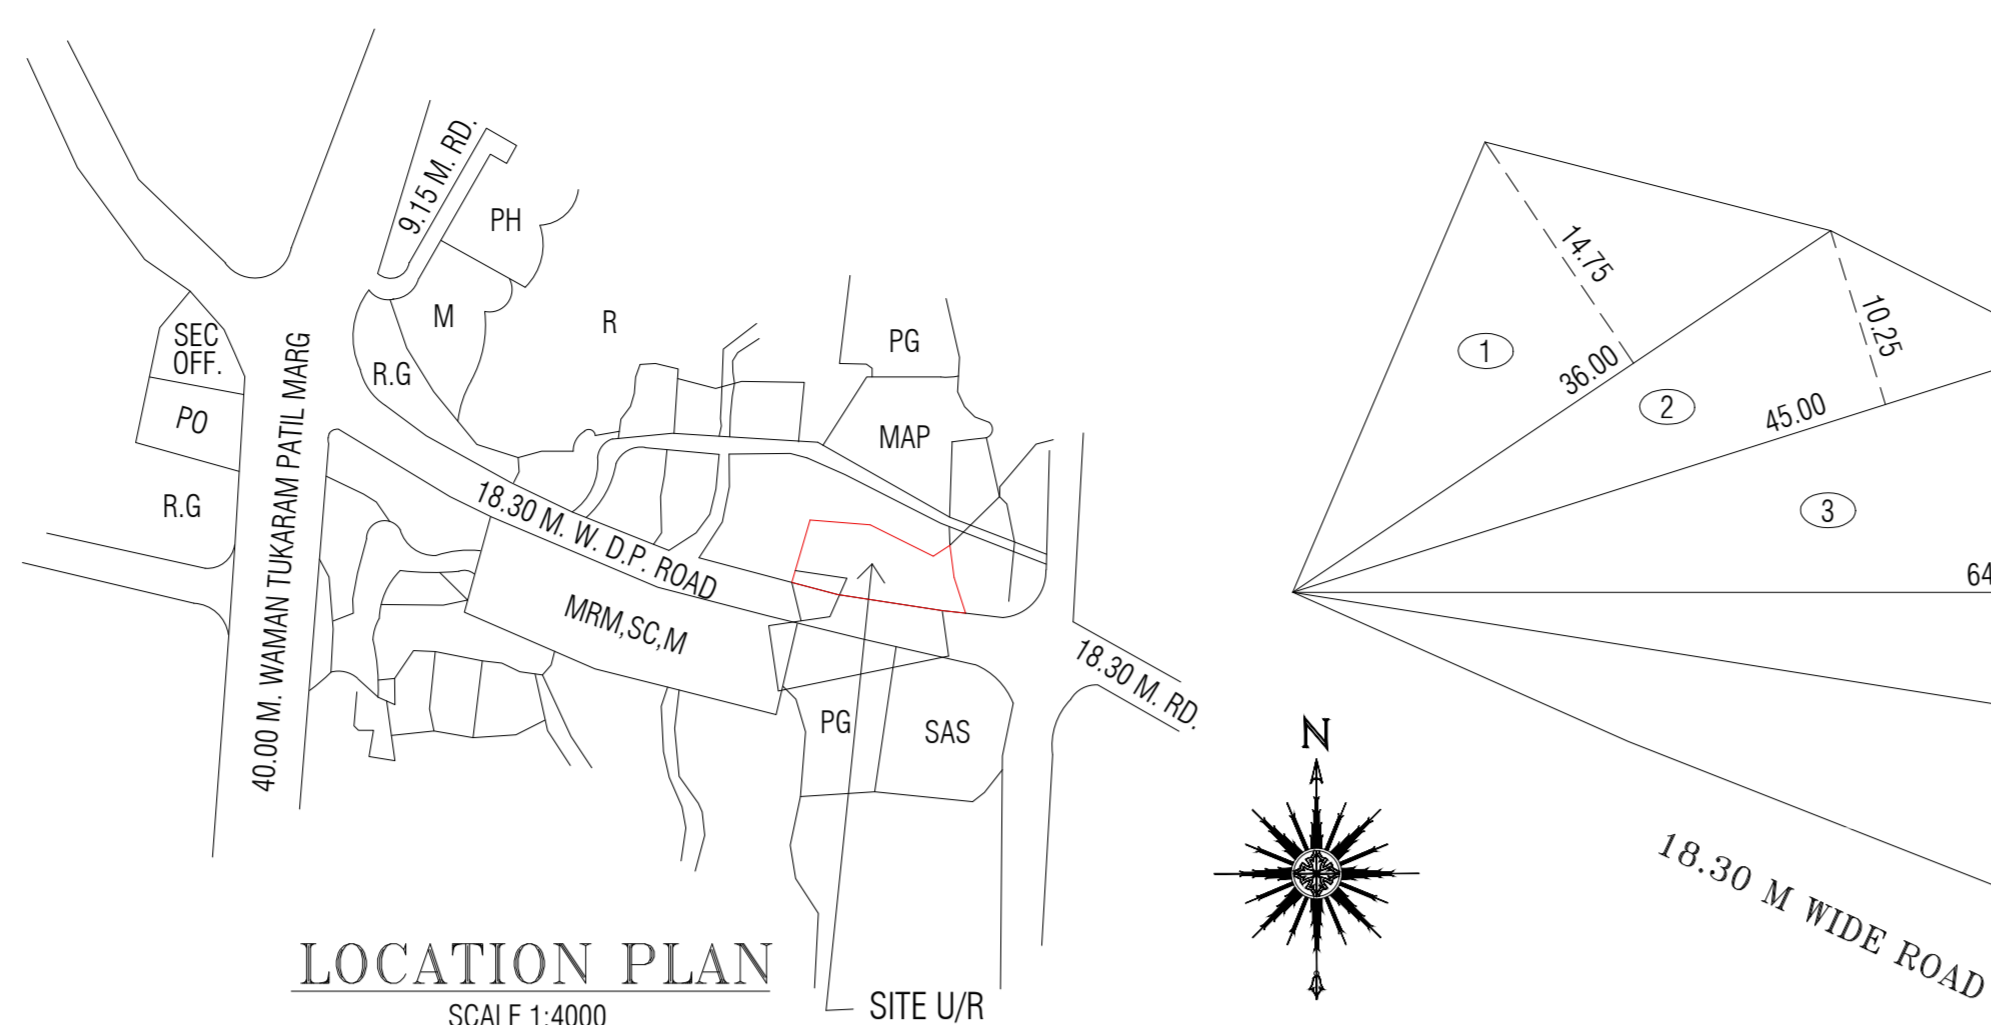 9.15 M. RD.
PH
M
R
R.G
SEC
OFF.
PO
R.G
40.00 M. WAMAN TUKARAM PATIL MARG
18.30 M. W. D.P. ROAD
MRM,SC,M
PG
MAP
PG
SAS
18.30 M. RD.
LOCATION PLAN
SCALE 1:4000
SITE U/R
N
14.75
10.25
1
36.00
2
45.00
3
64
18.30 M WIDE ROAD